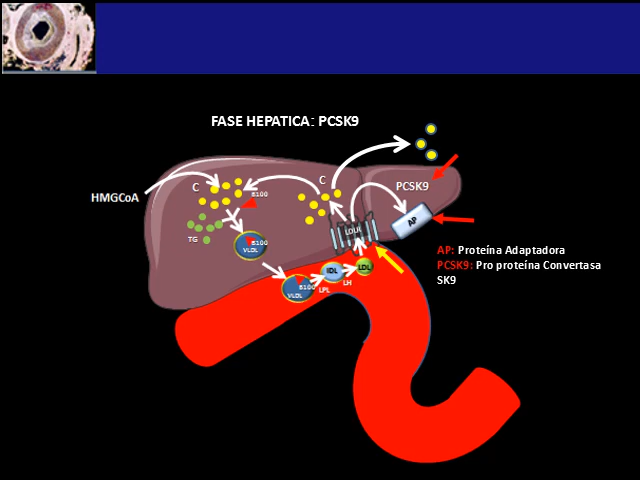 FASE HEPATICA: PCSK9
C
C
PCSK9
HMGCoA
B100
TG
LDLR
AP
B100
VLDL
AP: Proteína Adaptadora
PCSK9: Pro proteína Convertasa
SK9
IDL
LDL
B100
VLDL
LPL
LH